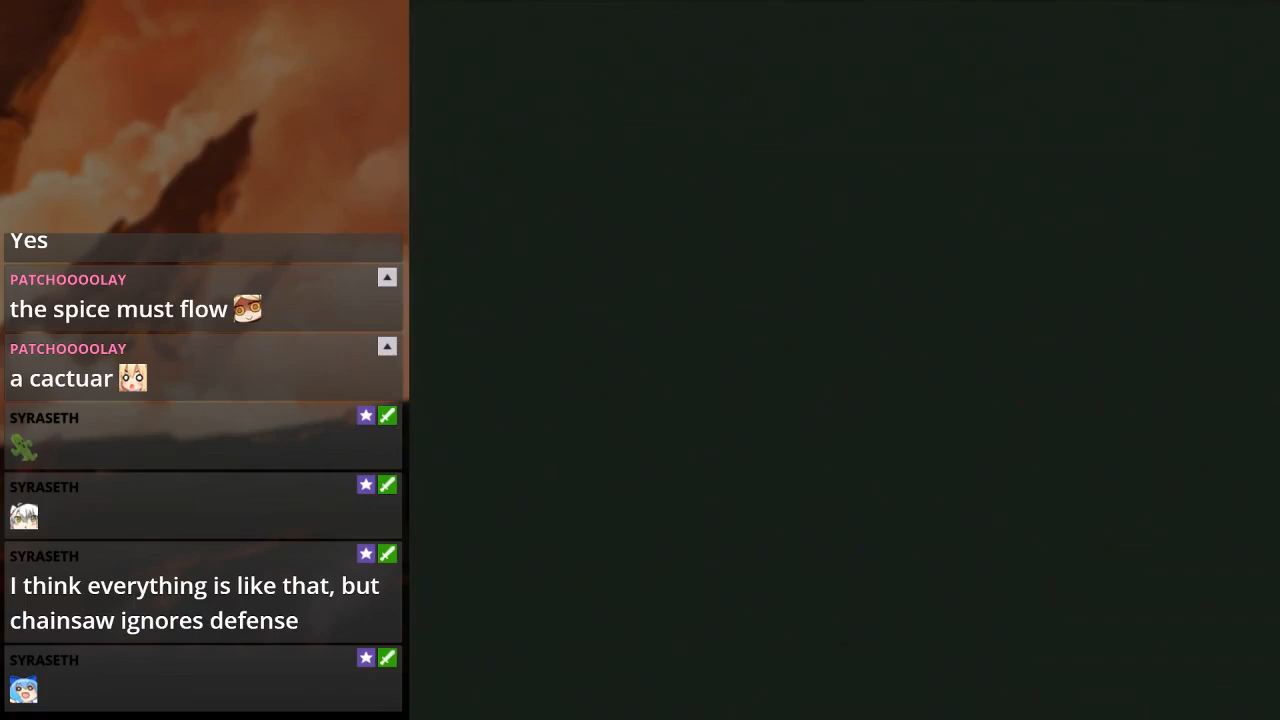 Yes
PATCHOOOOLAY
the spice must flow
PATCHOOOOLAY
a cactuar
SYRASETH
SYRASETH
SYRASETH
I think everything is like that, but
chainsaw ignores defense
SYRASETH